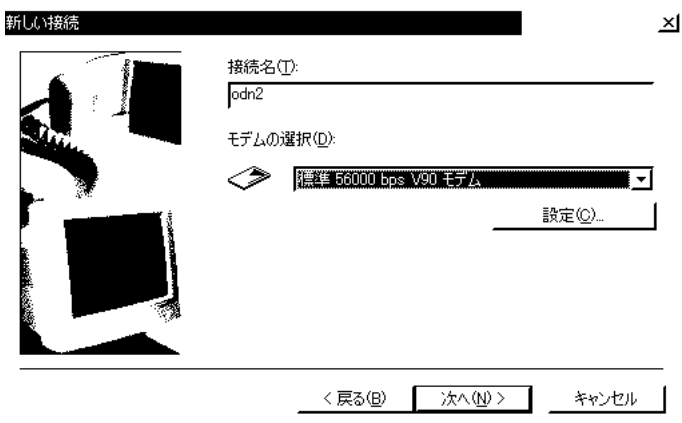 新しい接続
接続名(T):
odn2
モデムの選択(D):
標準 56000 bps V90 モデム
設定(C)...
< 戻る(B)
次へ(N) >
キャンセル